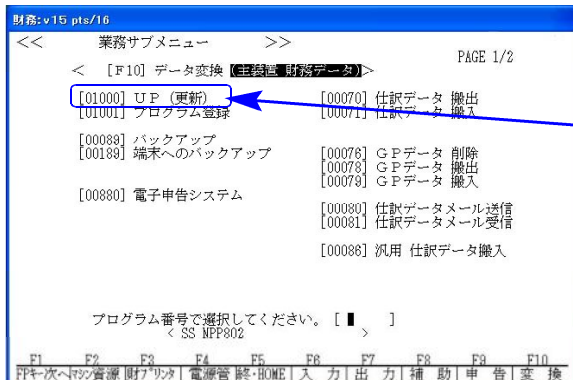 財務:v15 pts/16
<< 業務サブメニュー >>
PAGE 1/2
< [F10] データ変換 (主装置 財務データ)>
[01000] UP (更新)
[01001] プログラム登録
[00089] バックアップ
[00189] 端末へのバックアップ
[00880] 電子申告システム
[00070] 仕訳データ 搬出
[00071] 仕訳データ 搬入
[00076] GPデータ 削除
[00078] GPデータ 搬出
[00079] GPデータ 搬入
[00080] 仕訳データメール送信
[00081] 仕訳データメール受信
[00086] 汎用 仕訳データ搬入
プログラム番号で選択してください。 [ ]
< SS NPP802 >
F1 F2 F3 F4 F5 F6 F7 F8 F9 F10
FPキー次へ ﾏｼﾝ資源 財ﾌﾟﾘﾝﾀ 電源管 終・HOME 入 力 出 力 補 助 申 告 変 換